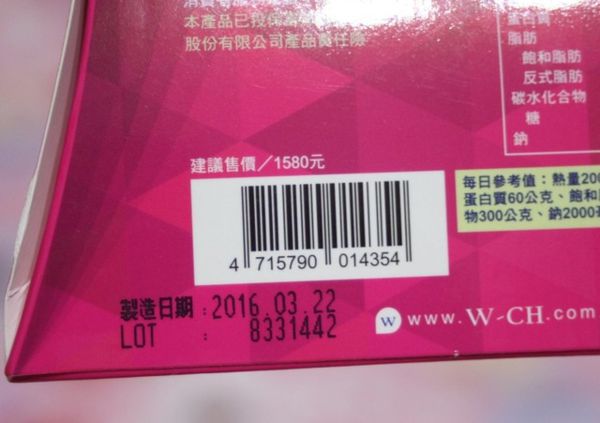 本產品已投保
股份有限公司產品責任險
蛋白質
脂肪
飽和脂肪
反式脂肪
碳水化合物
糖
鈉
建議售價／1580元
每日參考值：熱量200
蛋白質60公克、飽和
物300公克、鈉2000
4 715790 014354
製造日期：2016.03.22
LOT : 8331442
W www.W-CH.com